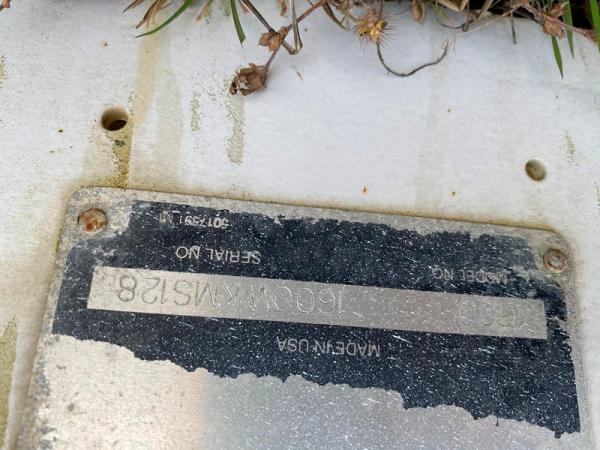 MADE IN USA
1600WKMS128
MODEL NO
SERIAL NO